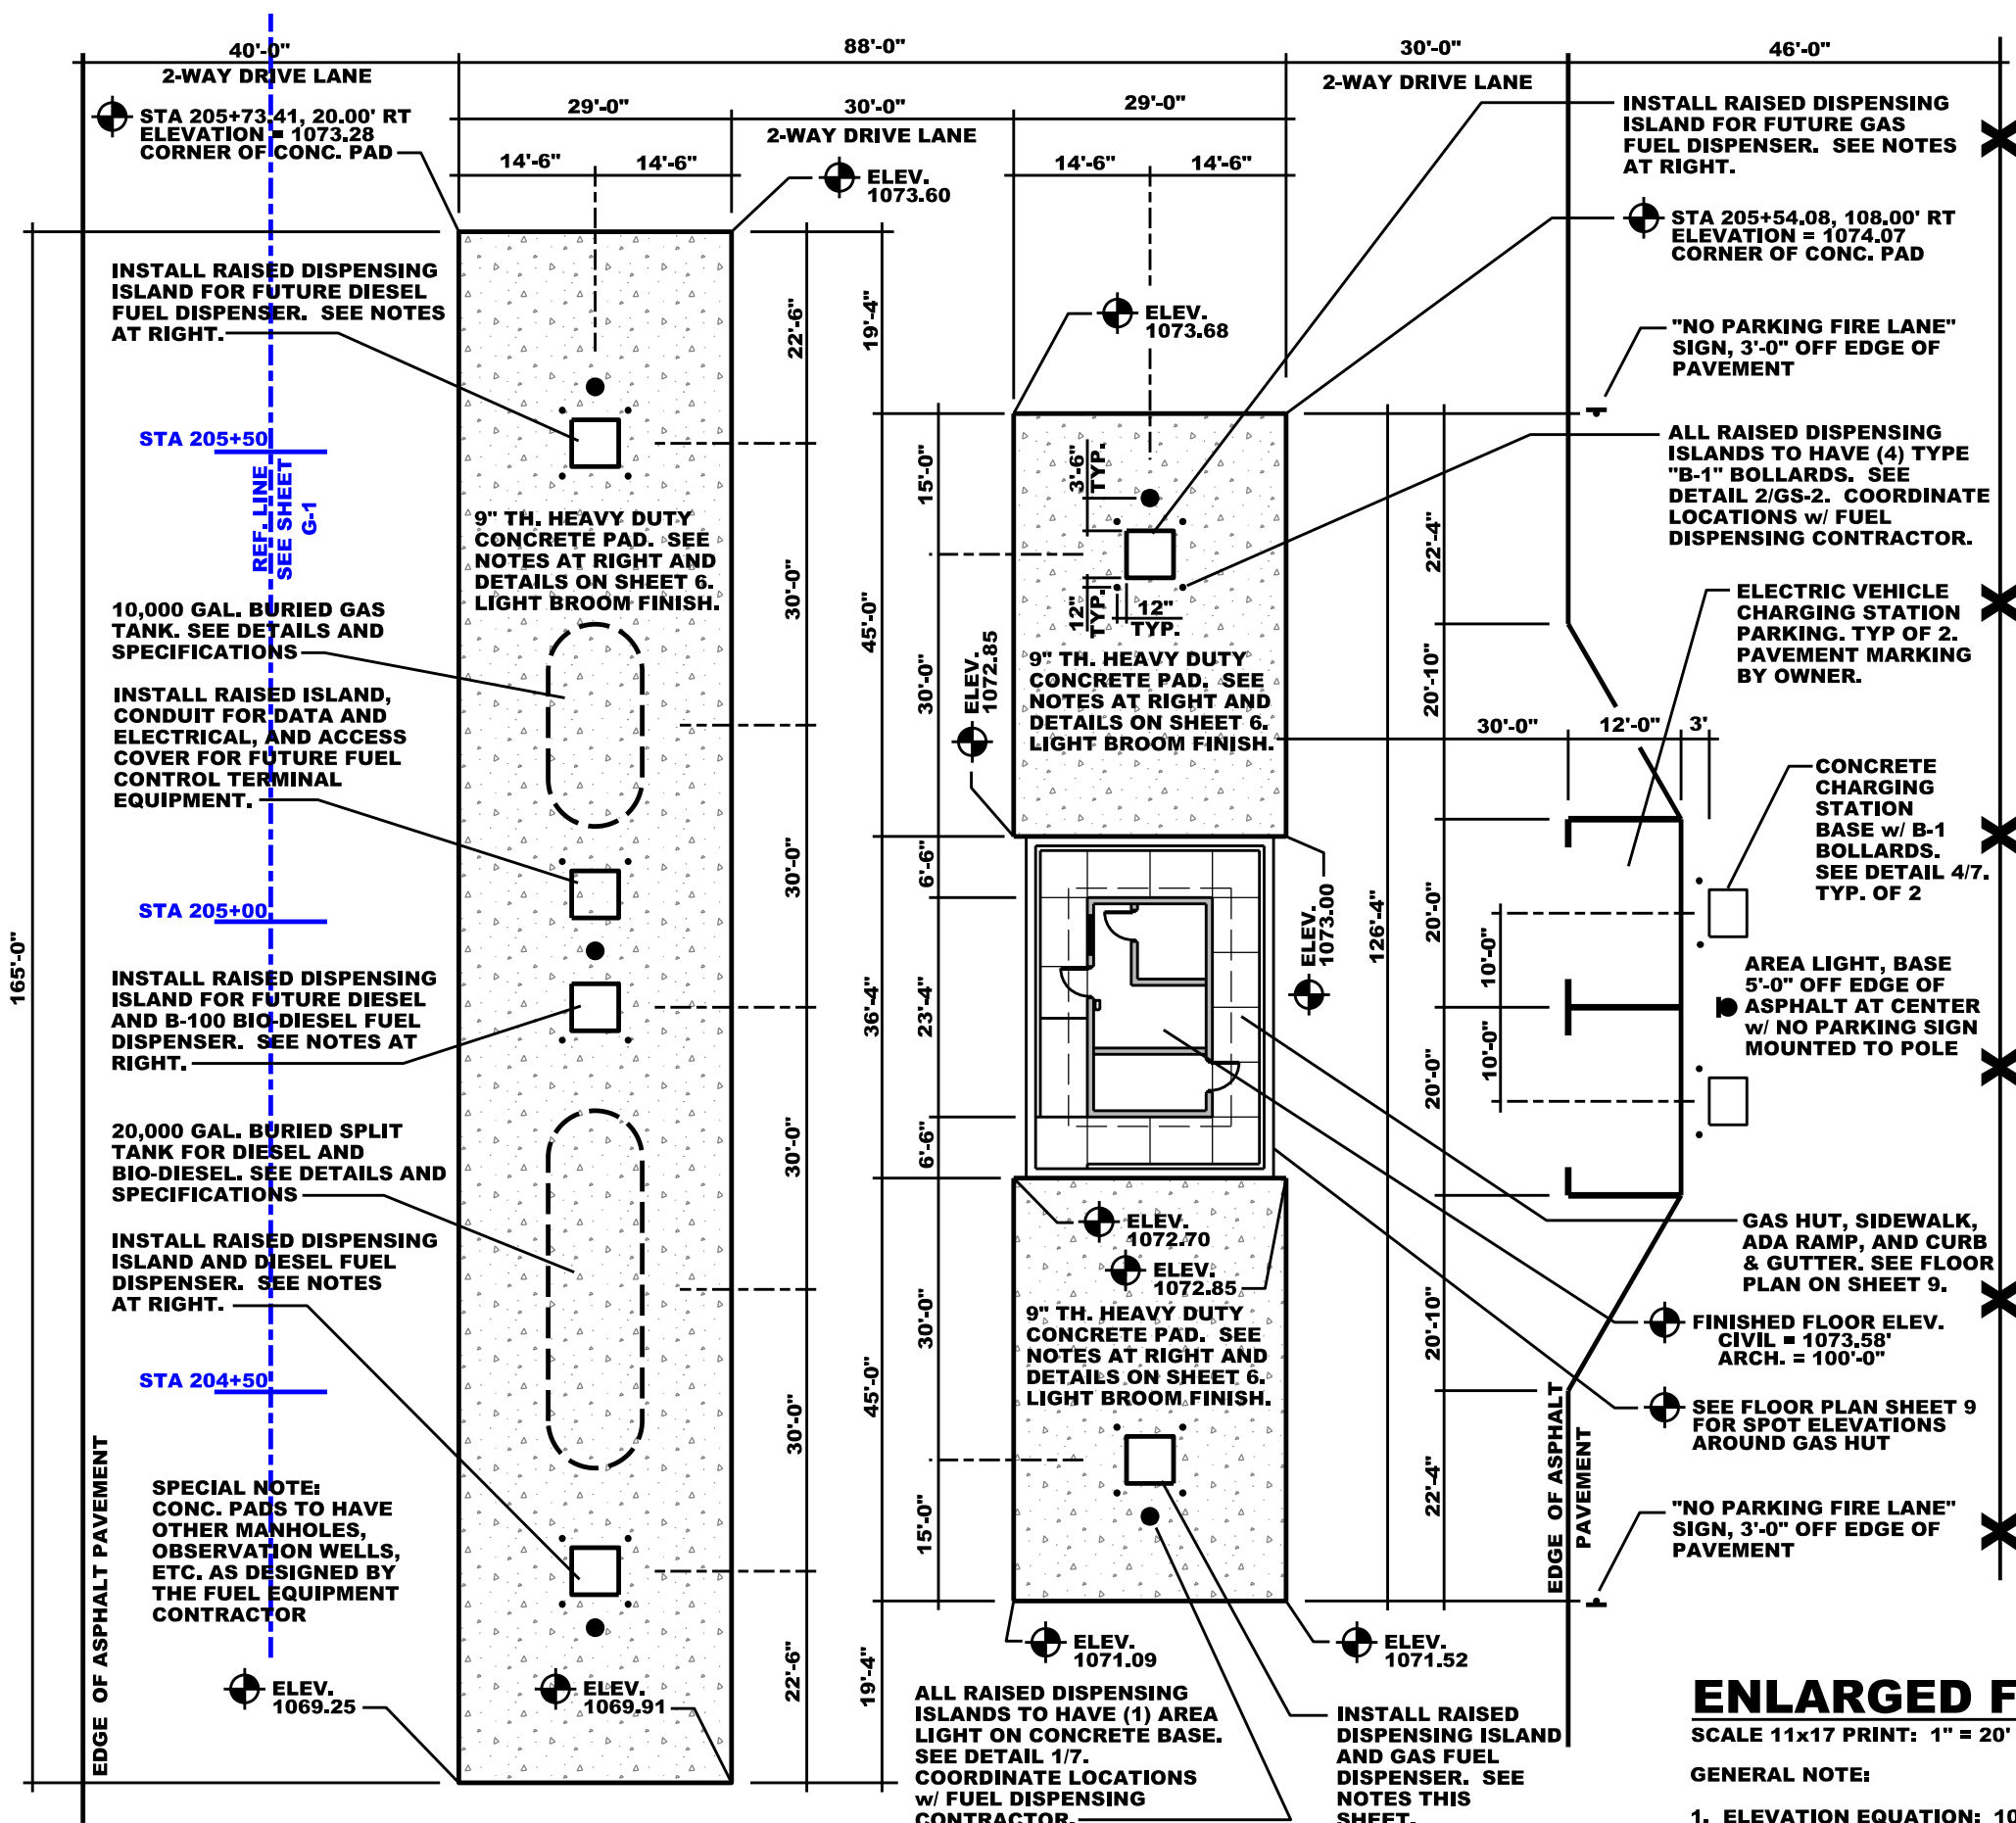 40'-0"
88'-0"
30'-0"
46'-0"
2-WAY DRIVE LANE
2-WAY DRIVE LANE
29'-0"
30'-0"
29'-0"
2-WAY DRIVE LANE
14'-6"
14'-6"
14'-6"
14'-6"
STA 205+73.41, 20.00' RT
ELEVATION = 1073.28
CORNER OF CONC. PAD
ELEV.
1073.60
INSTALL RAISED DISPENSING
ISLAND FOR FUTURE GAS
FUEL DISPENSER.  SEE NOTES
AT RIGHT.
STA 205+54.08, 108.00' RT
ELEVATION = 1074.07
CORNER OF CONC. PAD
INSTALL RAISED DISPENSING
ISLAND FOR FUTURE DIESEL
FUEL DISPENSER.  SEE NOTES
AT RIGHT.
ELEV.
1073.68
"NO PARKING FIRE LANE"
SIGN, 3'-0" OFF EDGE OF
PAVEMENT
STA 205+50
REF. LINE
SEE SHEET
G-1
ALL RAISED DISPENSING
ISLANDS TO HAVE (4) TYPE
"B-1" BOLLARDS.  SEE
DETAIL 2/GS-2.  COORDINATE
LOCATIONS w/ FUEL
DISPENSING CONTRACTOR.
9" TH. HEAVY DUTY
CONCRETE PAD.  SEE
NOTES AT RIGHT AND
DETAILS ON SHEET 6.
LIGHT BROOM FINISH.
3'-6"
TYP.
12"
TYP.
12"
TYP.
9" TH. HEAVY DUTY
CONCRETE PAD.  SEE
NOTES AT RIGHT AND
DETAILS ON SHEET 6.
LIGHT BROOM FINISH.
10,000 GAL. BURIED GAS
TANK. SEE DETAILS AND
SPECIFICATIONS
INSTALL RAISED ISLAND,
CONDUIT FOR DATA AND
ELECTRICAL, AND ACCESS
COVER FOR FUTURE FUEL
CONTROL TERMINAL
EQUIPMENT.
ELECTRIC VEHICLE
CHARGING STATION
PARKING. TYP OF 2.
PAVEMENT MARKING
BY OWNER.
30'-0"
12'-0"
3'
CONCRETE
CHARGING
STATION
BASE w/ B-1
BOLLARDS.
SEE DETAIL 4/7.
TYP. OF 2
STA 205+00
165'-0"
22'-6"
30'-0"
30'-0"
30'-0"
30'-0"
22'-6"
19'-4"
45'-0"
36'-4"
45'-0"
19'-4"
15'-0"
30'-0"
6'-6"
23'-4"
6'-6"
30'-0"
15'-0"
ELEV.
1072.85
ELEV.
1073.00
126'-4"
22'-4"
20'-10"
20'-0"
20'-0"
20'-10"
22'-4"
10'-0"
10'-0"
INSTALL RAISED DISPENSING
ISLAND FOR FUTURE DIESEL
AND B-100 BIO-DIESEL FUEL
DISPENSER.  SEE NOTES AT
RIGHT.
AREA LIGHT, BASE
5'-0" OFF EDGE OF
ASPHALT AT CENTER
w/ NO PARKING SIGN
MOUNTED TO POLE
20,000 GAL. BURIED SPLIT
TANK FOR DIESEL AND
BIO-DIESEL. SEE DETAILS AND
SPECIFICATIONS
INSTALL RAISED DISPENSING
ISLAND AND DIESEL FUEL
DISPENSER.  SEE NOTES
AT RIGHT.
ELEV.
1072.70
ELEV.
1072.85
9" TH. HEAVY DUTY
CONCRETE PAD.  SEE
NOTES AT RIGHT AND
DETAILS ON SHEET 6.
LIGHT BROOM FINISH.
GAS HUT, SIDEWALK,
ADA RAMP, AND CURB
& GUTTER. SEE FLOOR
PLAN ON SHEET 9.
FINISHED FLOOR ELEV.
CIVIL = 1073.58'
ARCH. = 100'-0"
SEE FLOOR PLAN SHEET 9
FOR SPOT ELEVATIONS
AROUND GAS HUT
STA 204+50
EDGE OF ASPHALT PAVEMENT
SPECIAL NOTE:
CONC. PADS TO HAVE
OTHER MANHOLES,
OBSERVATION WELLS,
ETC. AS DESIGNED BY
THE FUEL EQUIPMENT
CONTRACTOR
EDGE OF ASPHALT
PAVEMENT
"NO PARKING FIRE LANE"
SIGN, 3'-0" OFF EDGE OF
PAVEMENT
ELEV.
1069.25
ELEV.
1069.91
ELEV.
1071.09
ELEV.
1071.52
ALL RAISED DISPENSING
ISLANDS TO HAVE (1) AREA
LIGHT ON CONCRETE BASE.
SEE DETAIL 1/7.
COORDINATE LOCATIONS
w/ FUEL DISPENSING
CONTRACTOR.
INSTALL RAISED
DISPENSING ISLAND
AND GAS FUEL
DISPENSER.  SEE
NOTES THIS
SHEET.
ENLARGED F
SCALE 11x17 PRINT:  1" = 20'
GENERAL NOTE:
1.  ELEVATION EQUATION:  10